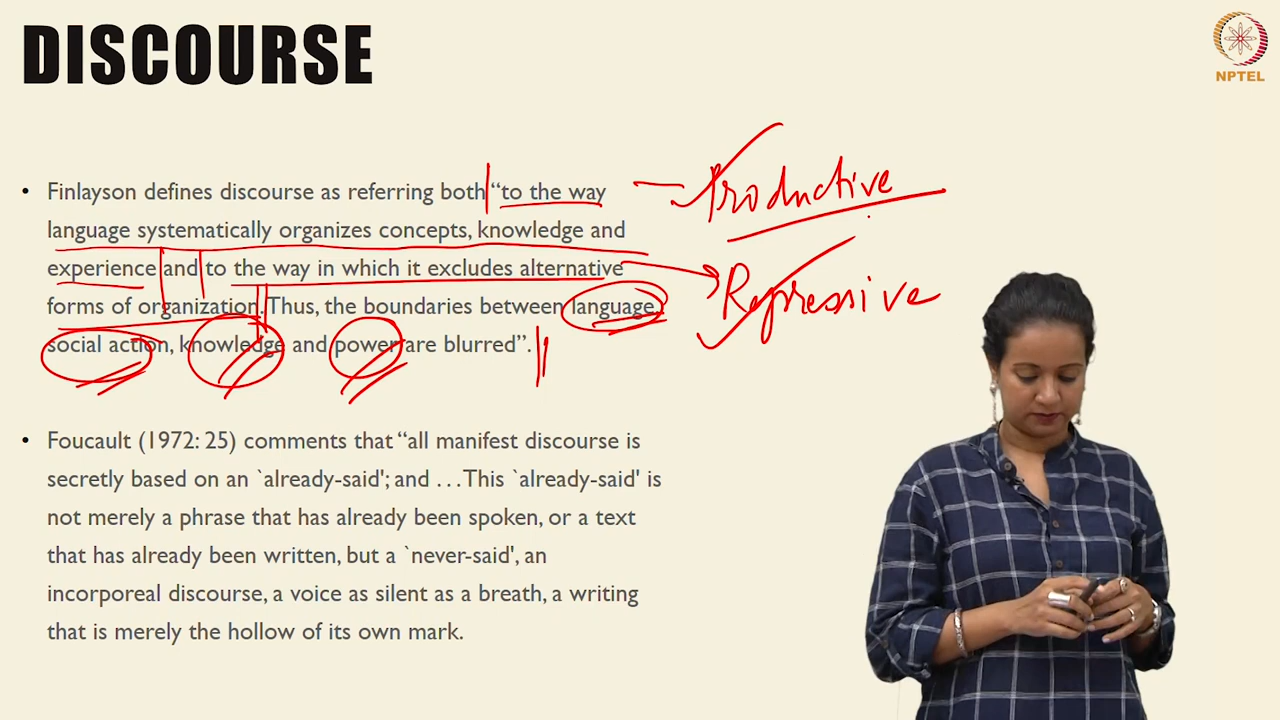 DISCOURSE
NPTEL
• Finlayson defines discourse as referring both “to the way
language systematically organizes concepts, knowledge and
experience and to the way in which it excludes alternative
forms of organization. Thus, the boundaries between language,
social action, knowledge and power are blurred”.
Productive
Repressive
• Foucault (1972: 25) comments that “all manifest discourse is
secretly based on an `already-said'; and …This `already-said' is
not merely a phrase that has already been spoken, or a text
that has already been written, but a `never-said', an
incorporeal discourse, a voice as silent as a breath, a writing
that is merely the hollow of its own mark.